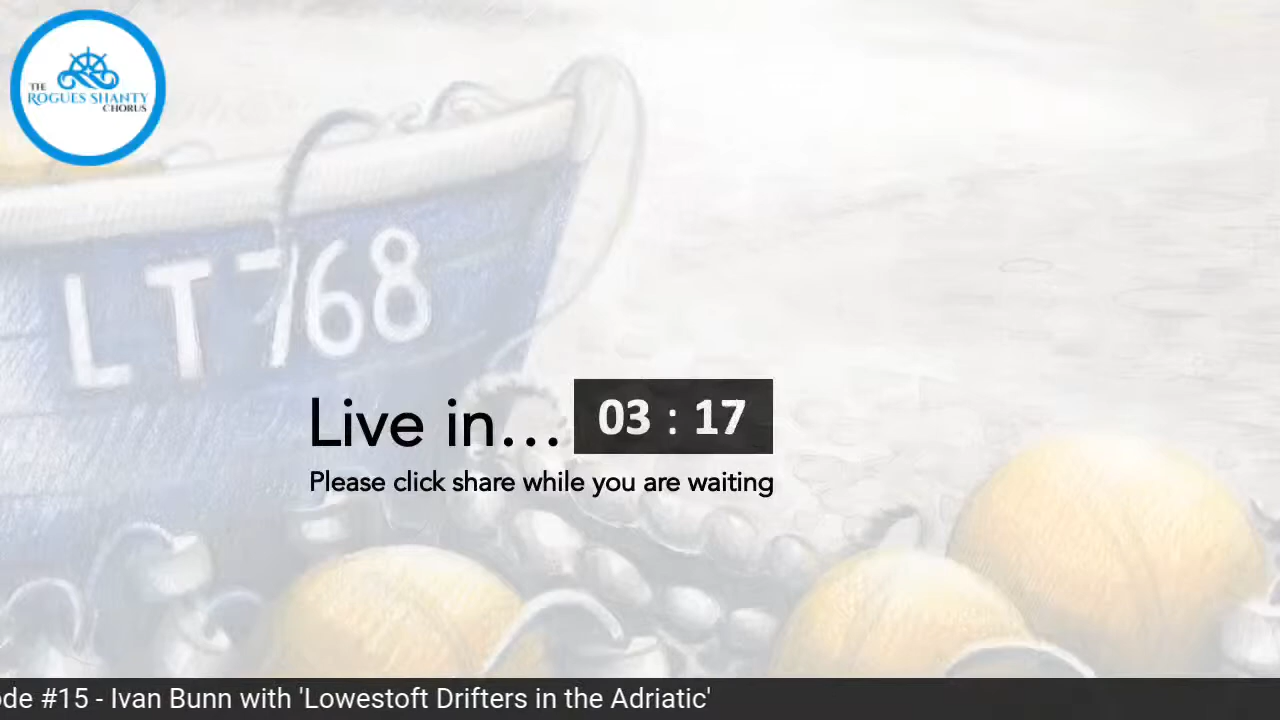 THE
ROGUES SHANTY
CHORUS
LT 768
Live in... 03 : 17
Please click share while you are waiting
de #15 - Ivan Bunn with 'Lowestoft Drifters in the Adriatic'